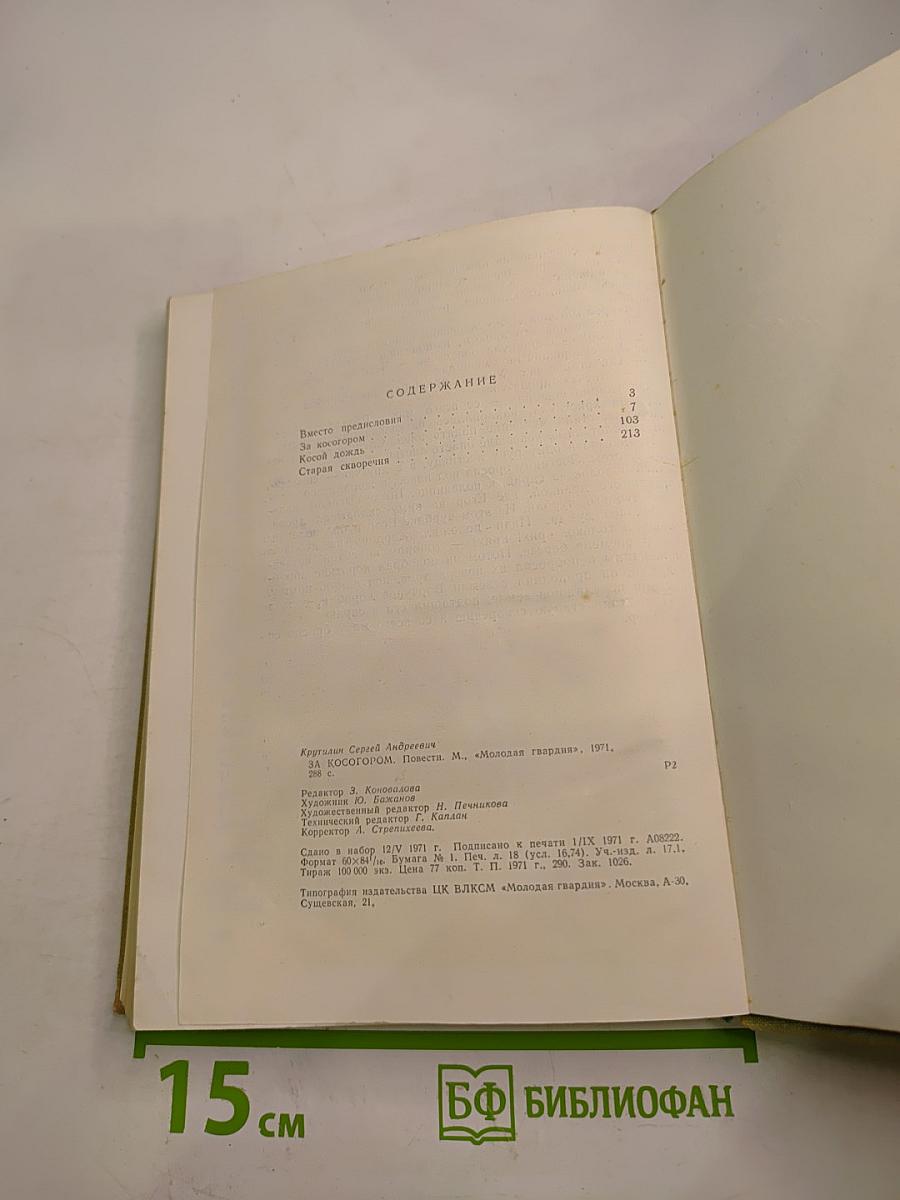 СОДЕРЖАНИЕ
Вместо предисловия . . . . . . . . . . . . 3
За косогором . . . . . . . . . . . . 7
Косой дождь . . . . . . . . . . . . 103
Старая скворечня . . . . . . . . . . . . 213
Крутилин Сергей Андреевич
ЗА КОСОГОРОМ. Повести. М., «Молодая гвардия», 1971.
288 с.
Р2
Редактор З. Коновалова
Художник Ю. Бажанов
Художественный редактор Н. Печникова
Технический редактор Г. Каплан
Корректор А. Стрепихеева.
Сдано в набор 12/V 1971 г. Подписано к печати 1/IX 1971 г. А08222.
Формат 60×84¹/₁₆. Бумага № 1. Печ. л. 18 (усл. 16,74). Уч.-изд. л. 17,1.
Тираж 100 000 экз. Цена 77 коп. Т. П. 1971 г., 290. Зак. 1026.
Типография издательства ЦК ВЛКСМ «Молодая гвардия». Москва, А-30,
Сущевская, 21.
15 см
БФ БИБЛИОФАН